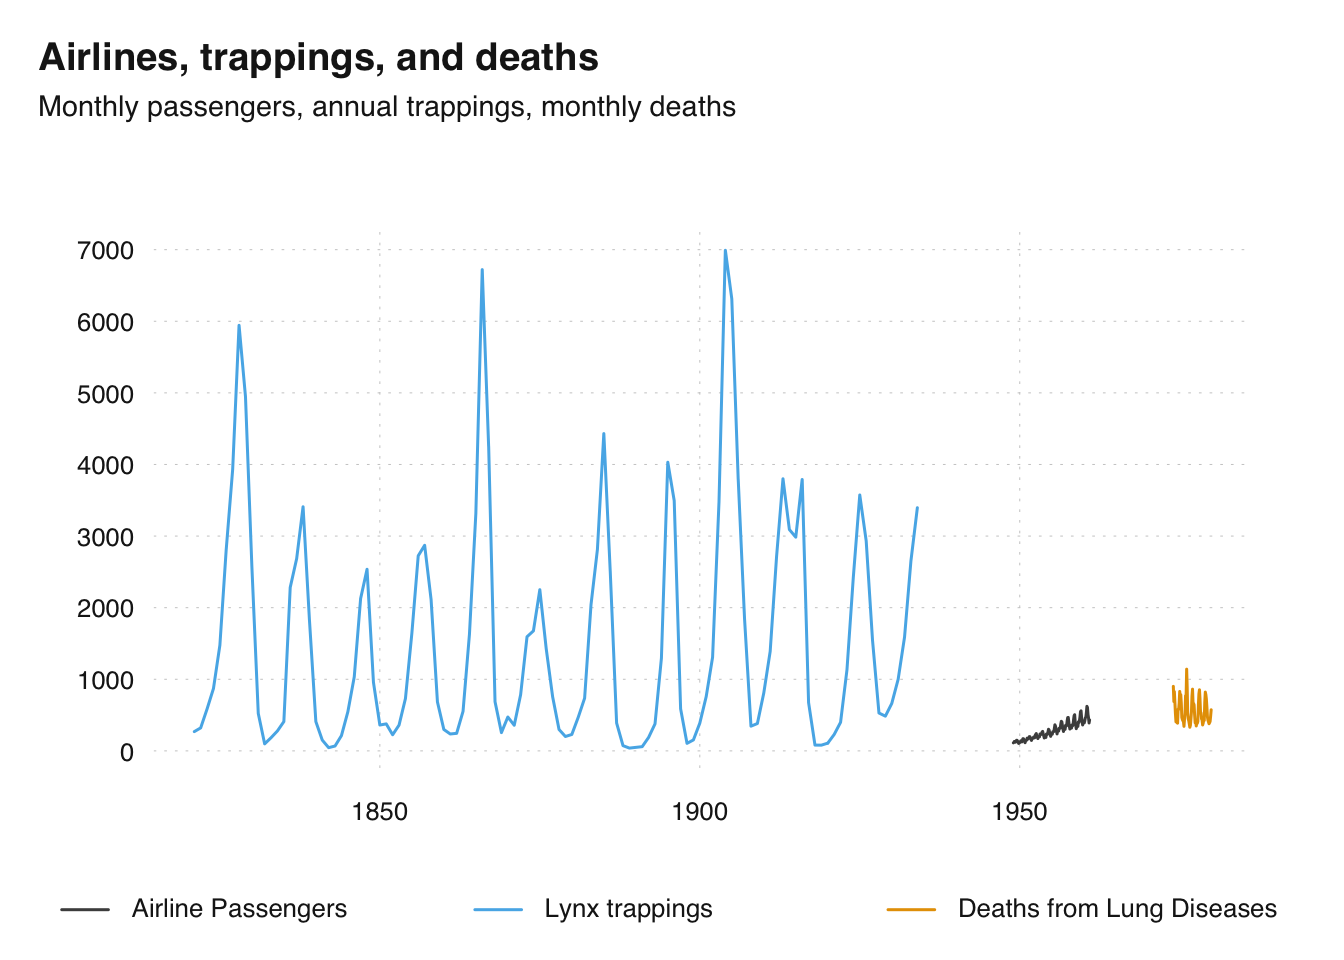 Airlines, trappings, and deaths
Monthly passengers, annual trappings, monthly deaths
7000
6000
5000
4000
3000
2000
1000
0
1850 1900 1950
Airline Passengers Lynx trappings Deaths from Lung Diseases